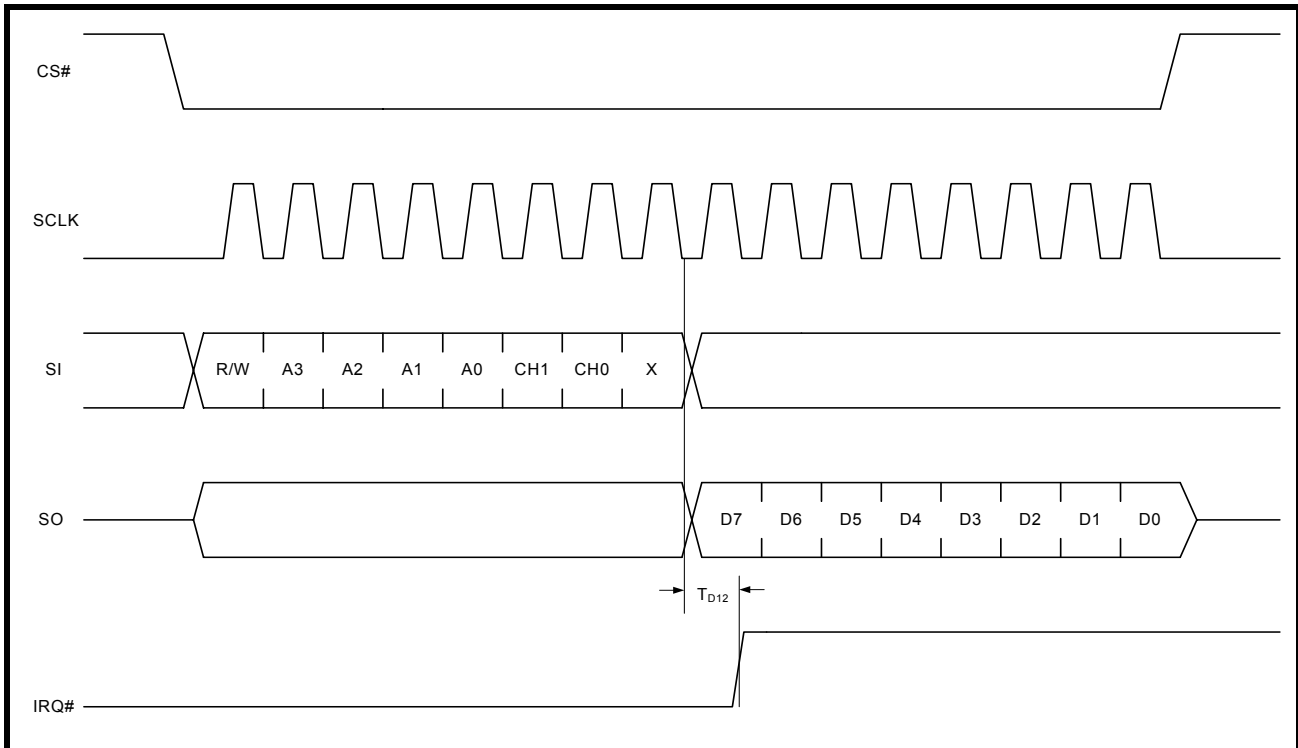 CS#
SCLK
SI
R/W A3 A2 A1 A0 CH1 CH0 X
SO
D7 D6 D5 D4 D3 D2 D1 D0
TD12
IRQ#